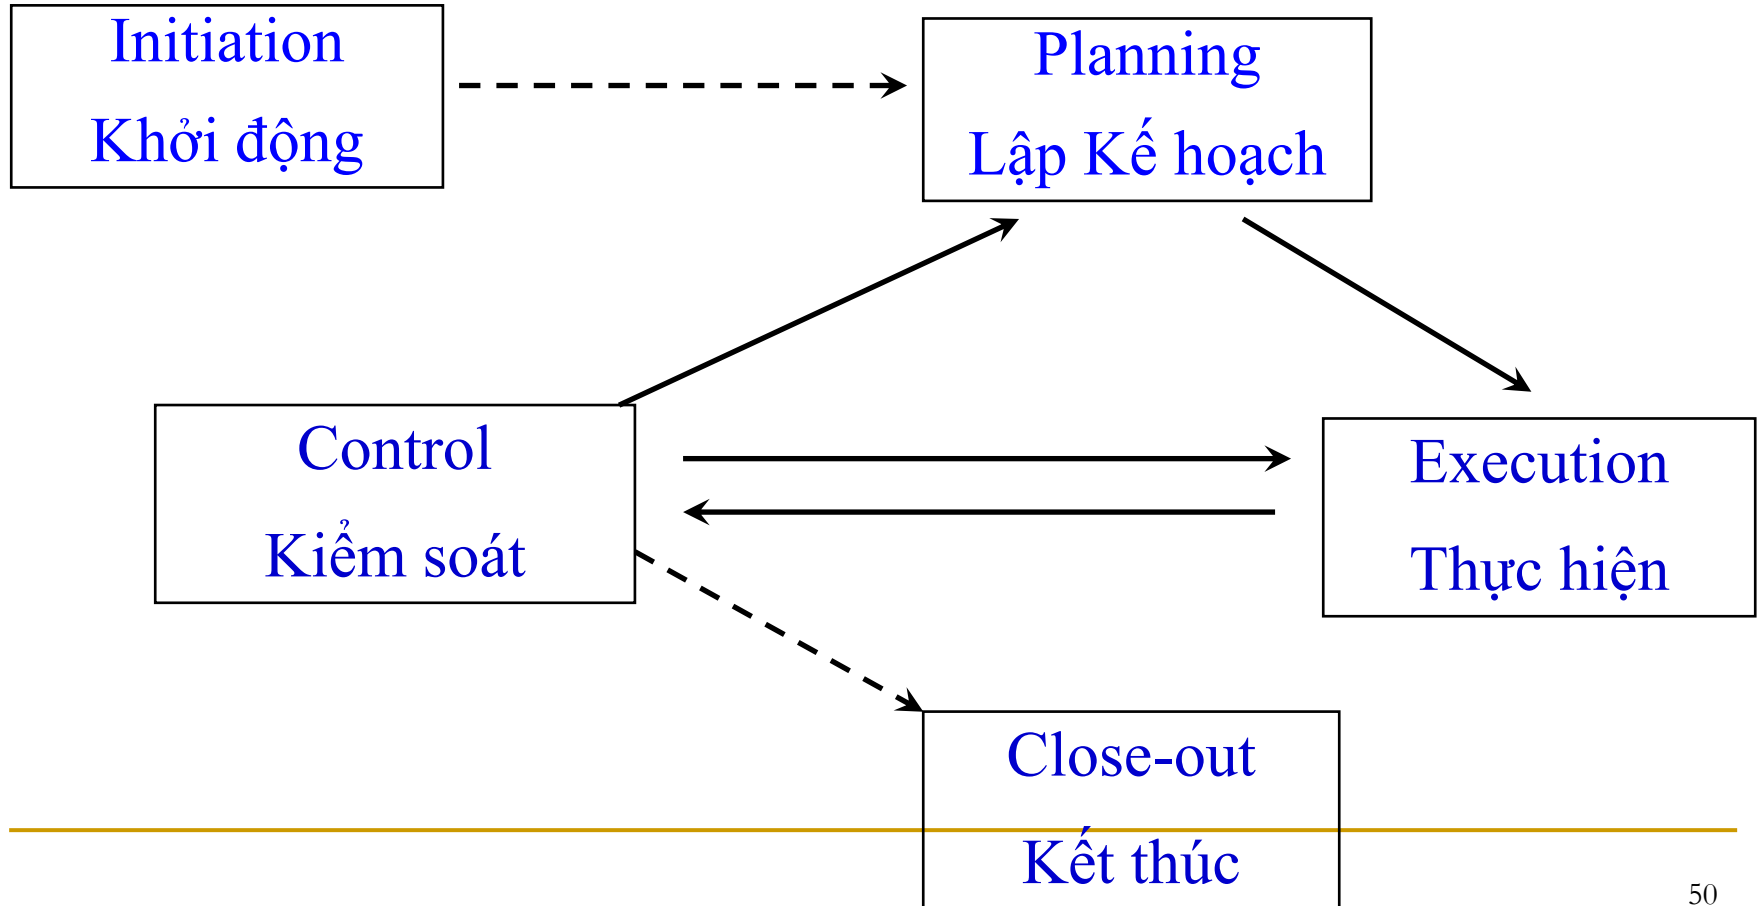 Initiation
Khởi động
Planning
Lập Kế hoạch
Control
Kiểm soát
Execution
Thực hiện
Close-out
Kết thúc
50